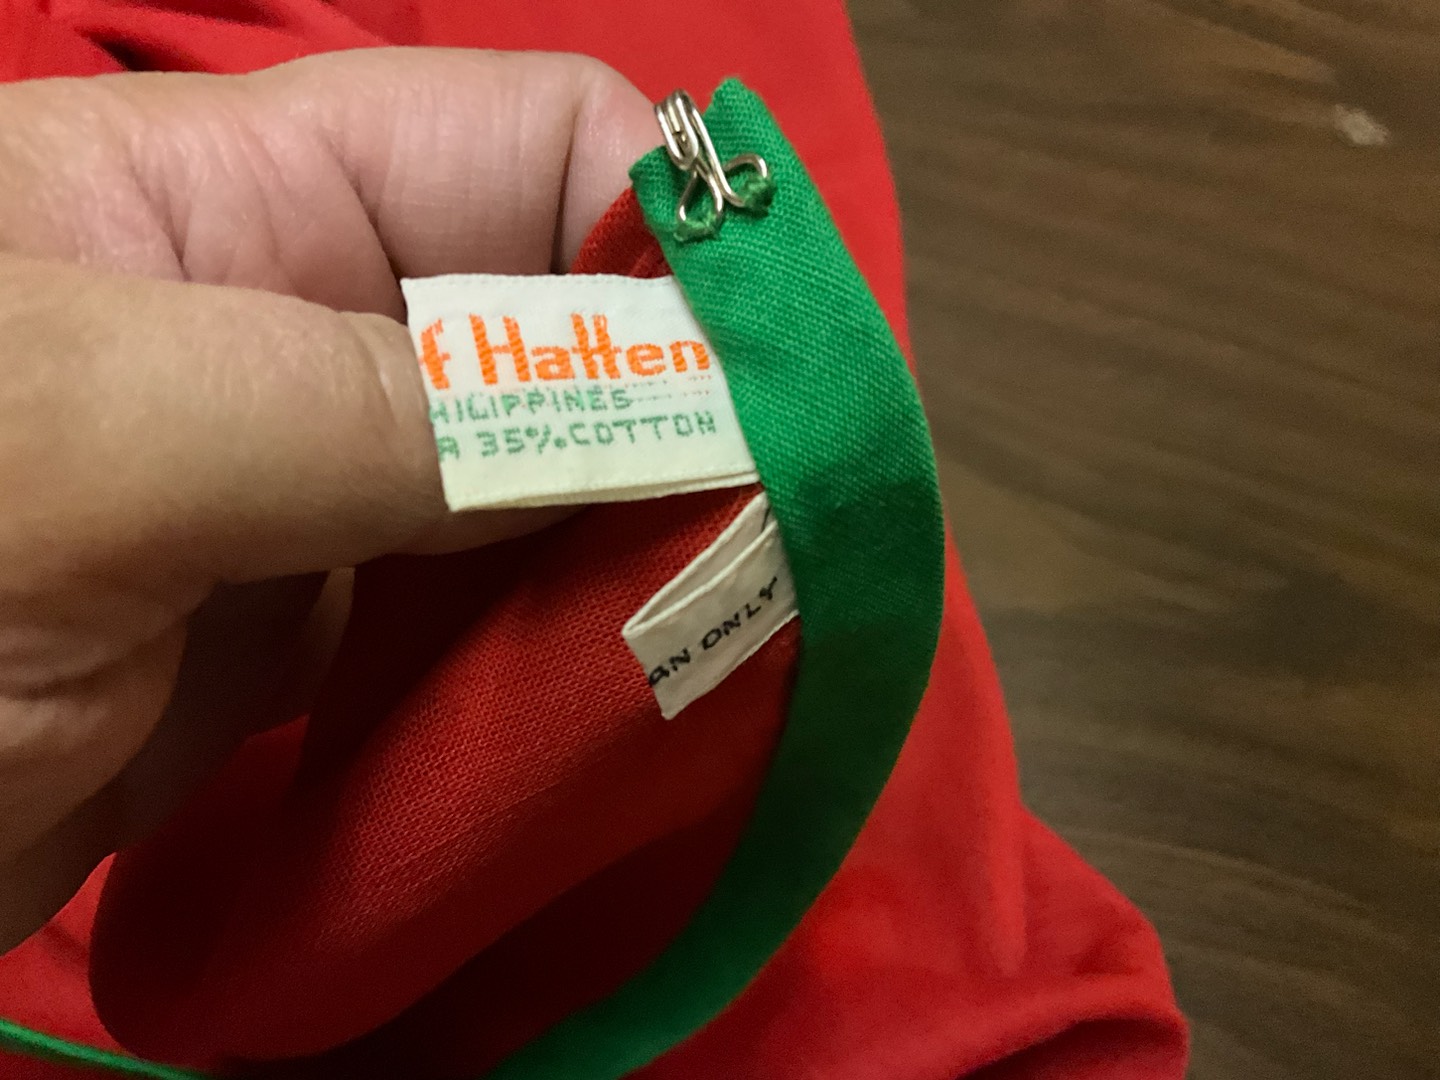 f Hatten
HILIPPINES
A 35%.COTTON
AN ONLY